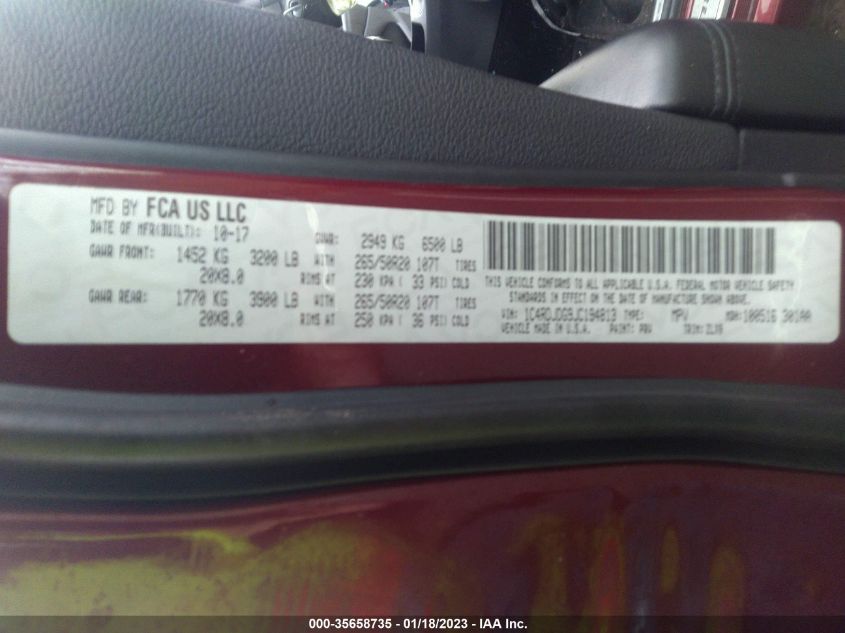 MFD BY FCA US LLC
DATE OF MFR(BUILT): 10-17 GVWR: 2949 KG 6500 LB
GAWR FRONT: 1452 KG 3200 LB WITH 265/50R20 107T TIRES
20X8.0 RIMS AT 230 KPA ( 33 PSI) COLD
GAWR REAR: 1770 KG 3900 LB WITH 265/50R20 107T TIRES
20X8.0 RIMS AT 250 KPA ( 36 PSI) COLD
THIS VEHICLE CONFORMS TO ALL APPLICABLE U.S.A. FEDERAL MOTOR VEHICLE SAFETY
STANDARDS IN EFFECT ON THE DATE OF MANUFACTURE SHOWN ABOVE.
VIN: 1C4RDJDG9JC194813 TYPE: MPV MDH: 100516 301AA
VEHICLE MADE IN U.S.A. PAINT: PRV TRIM:
000-35658735 - 01/18/2023 - IAA Inc.